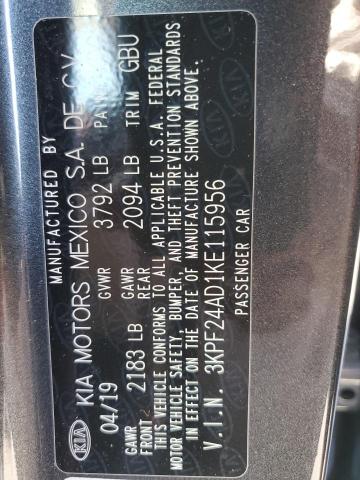 MANUFACTURED BY
KIA KIA MOTORS MEXICO S.A. DE C.V.
04/19 GVWR 3792 LB
GAWR FRONT 2183 LB GAWR REAR 2094 LB TRIM GBU
THIS VEHICLE CONFORMS TO ALL APPLICABLE U.S.A. FEDERAL
MOTOR VEHICLE SAFETY, BUMPER, AND THEFT PREVENTION STANDARDS
IN EFFECT ON THE DATE OF MANUFACTURE SHOWN ABOVE.
V.I.N. 3KPF24AD1KE115956
PASSENGER CAR